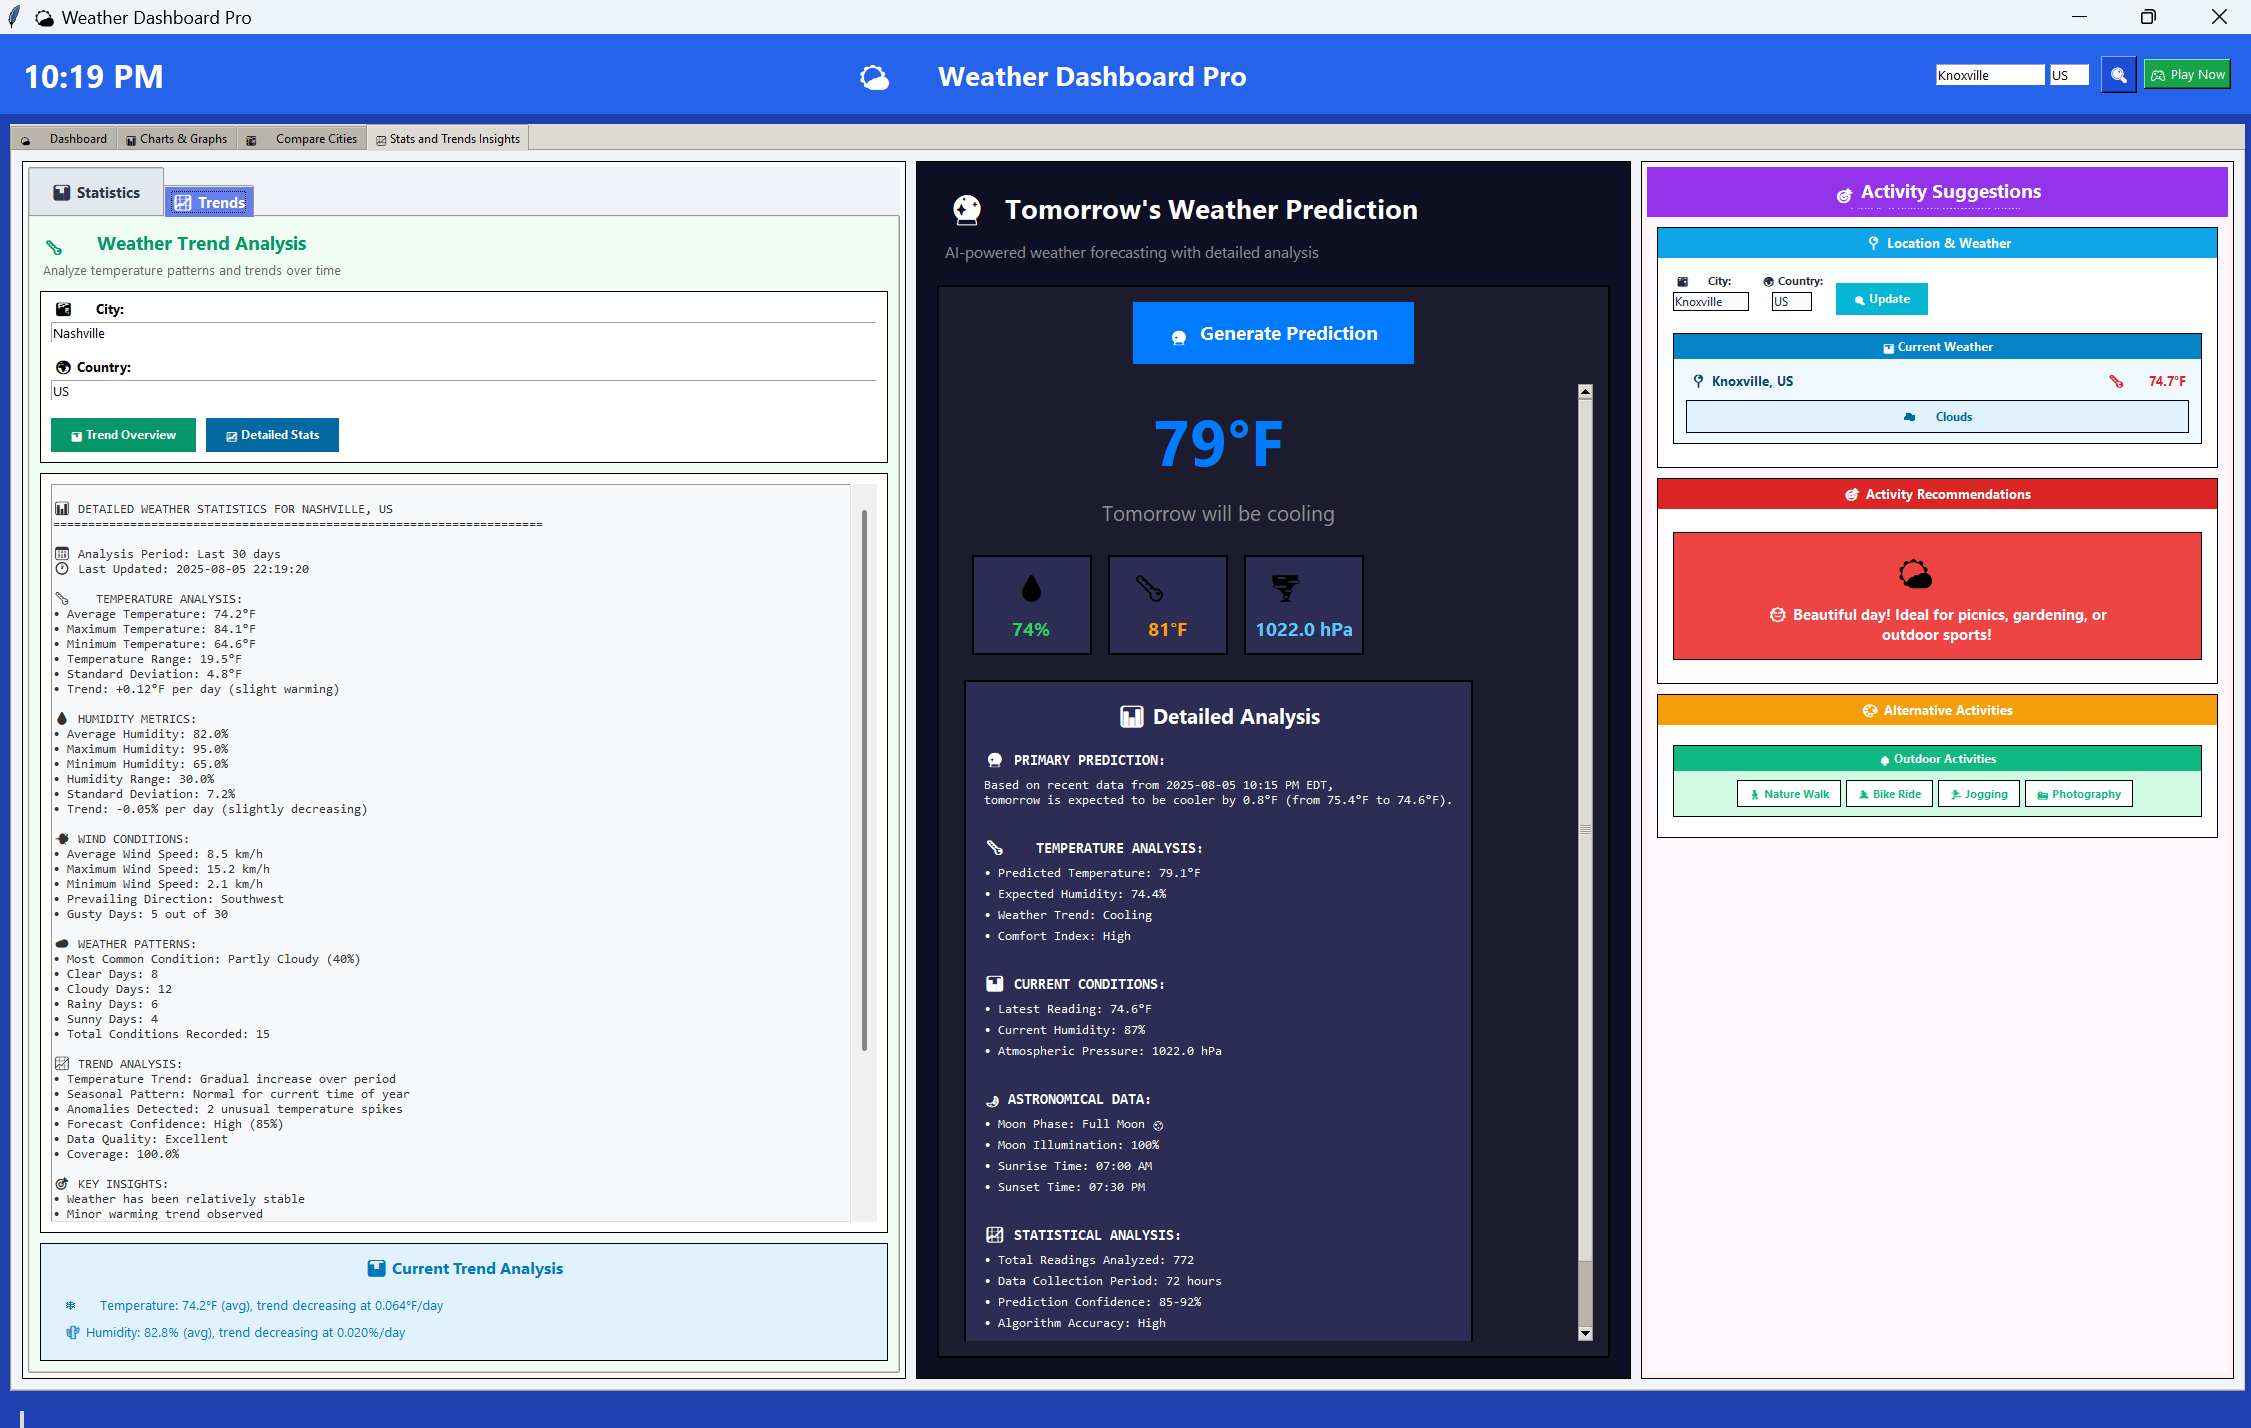 Weather Dashboard Pro
10:19 PM
Weather Dashboard Pro
Knoxville
US
Play Now
Dashboard
Charts & Graphs
Compare Cities
Stats and Trends Insights
Statistics
Trends
Weather Trend Analysis
Analyze temperature patterns and trends over time
City:
Nashville
Country:
US
Trend Overview
Detailed Stats
DETAILED WEATHER STATISTICS FOR NASHVILLE, US
Analysis Period: Last 30 days
Last Updated: 2025-08-05 22:19:20
TEMPERATURE ANALYSIS:
• Average Temperature: 74.2°F
• Maximum Temperature: 84.1°F
• Minimum Temperature: 64.6°F
• Temperature Range: 19.5°F
• Standard Deviation: 4.8°F
• Trend: +0.12°F per day (slight warming)
HUMIDITY METRICS:
• Average Humidity: 82.0%
• Maximum Humidity: 95.0%
• Minimum Humidity: 65.0%
• Humidity Range: 30.0%
• Standard Deviation: 7.2%
• Trend: -0.05% per day (slightly decreasing)
WIND CONDITIONS:
• Average Wind Speed: 8.5 km/h
• Maximum Wind Speed: 15.2 km/h
• Minimum Wind Speed: 2.1 km/h
• Prevailing Direction: Southwest
• Gusty Days: 5 out of 30
WEATHER PATTERNS:
• Most Common Condition: Partly Cloudy (40%)
• Clear Days: 8
• Cloudy Days: 12
• Rainy Days: 6
• Sunny Days: 4
• Total Conditions Recorded: 15
TREND ANALYSIS:
• Temperature Trend: Gradual increase over period
• Seasonal Pattern: Normal for current time of year
• Anomalies Detected: 2 unusual temperature spikes
• Forecast Confidence: High (85%)
• Data Quality: Excellent
• Coverage: 100.0%
KEY INSIGHTS:
• Weather has been relatively stable
• Minor warming trend observed
Current Trend Analysis
Temperature: 74.2°F (avg), trend decreasing at 0.064°F/day
Humidity: 82.8% (avg), trend decreasing at 0.020%/day
Tomorrow's Weather Prediction
AI-powered weather forecasting with detailed analysis
Generate Prediction
79°F
Tomorrow will be cooling
74%
81°F
1022.0 hPa
Detailed Analysis
PRIMARY PREDICTION:
Based on recent data from 2025-08-05 10:15 PM EDT,
tomorrow is expected to be cooler by 0.8°F (from 75.4°F to 74.6°F).
TEMPERATURE ANALYSIS:
• Predicted Temperature: 79.1°F
• Expected Humidity: 74.4%
• Weather Trend: Cooling
• Comfort Index: High
CURRENT CONDITIONS:
• Latest Reading: 74.6°F
• Current Humidity: 87%
• Atmospheric Pressure: 1022.0 hPa
ASTRONOMICAL DATA:
• Moon Phase: Full Moon
• Moon Illumination: 100%
• Sunrise Time: 07:00 AM
• Sunset Time: 07:30 PM
STATISTICAL ANALYSIS:
• Total Readings Analyzed: 772
• Data Collection Period: 72 hours
• Prediction Confidence: 85-92%
• Algorithm Accuracy: High
Activity Suggestions
Location & Weather
City:
Country:
Knoxville
US
Update
Current Weather
Knoxville, US
74.7°F
Clouds
Activity Recommendations
Beautiful day! Ideal for picnics, gardening, or
outdoor sports!
Alternative Activities
Outdoor Activities
Nature Walk
Bike Ride
Jogging
Photography